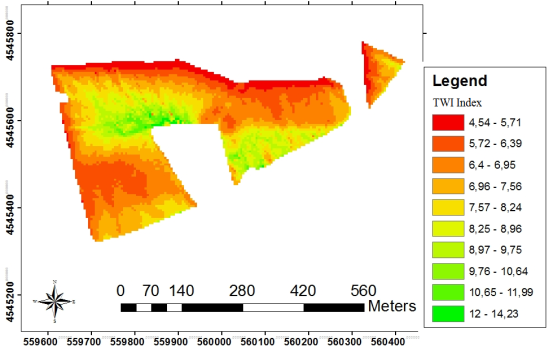 4545800
4545600
4545400
4545200
Legend
TWI Index
4,54 - 5,71
5,72 - 6,39
6,4 - 6,95
6,96 - 7,56
7,57 - 8,24
8,25 - 8,96
8,97 - 9,75
9,76 - 10,64
10,65 - 11,99
12 - 14,23
0 70 140 280 420 560
Meters
559600 559700 559800 559900 560000 560100 560200 560300 560400